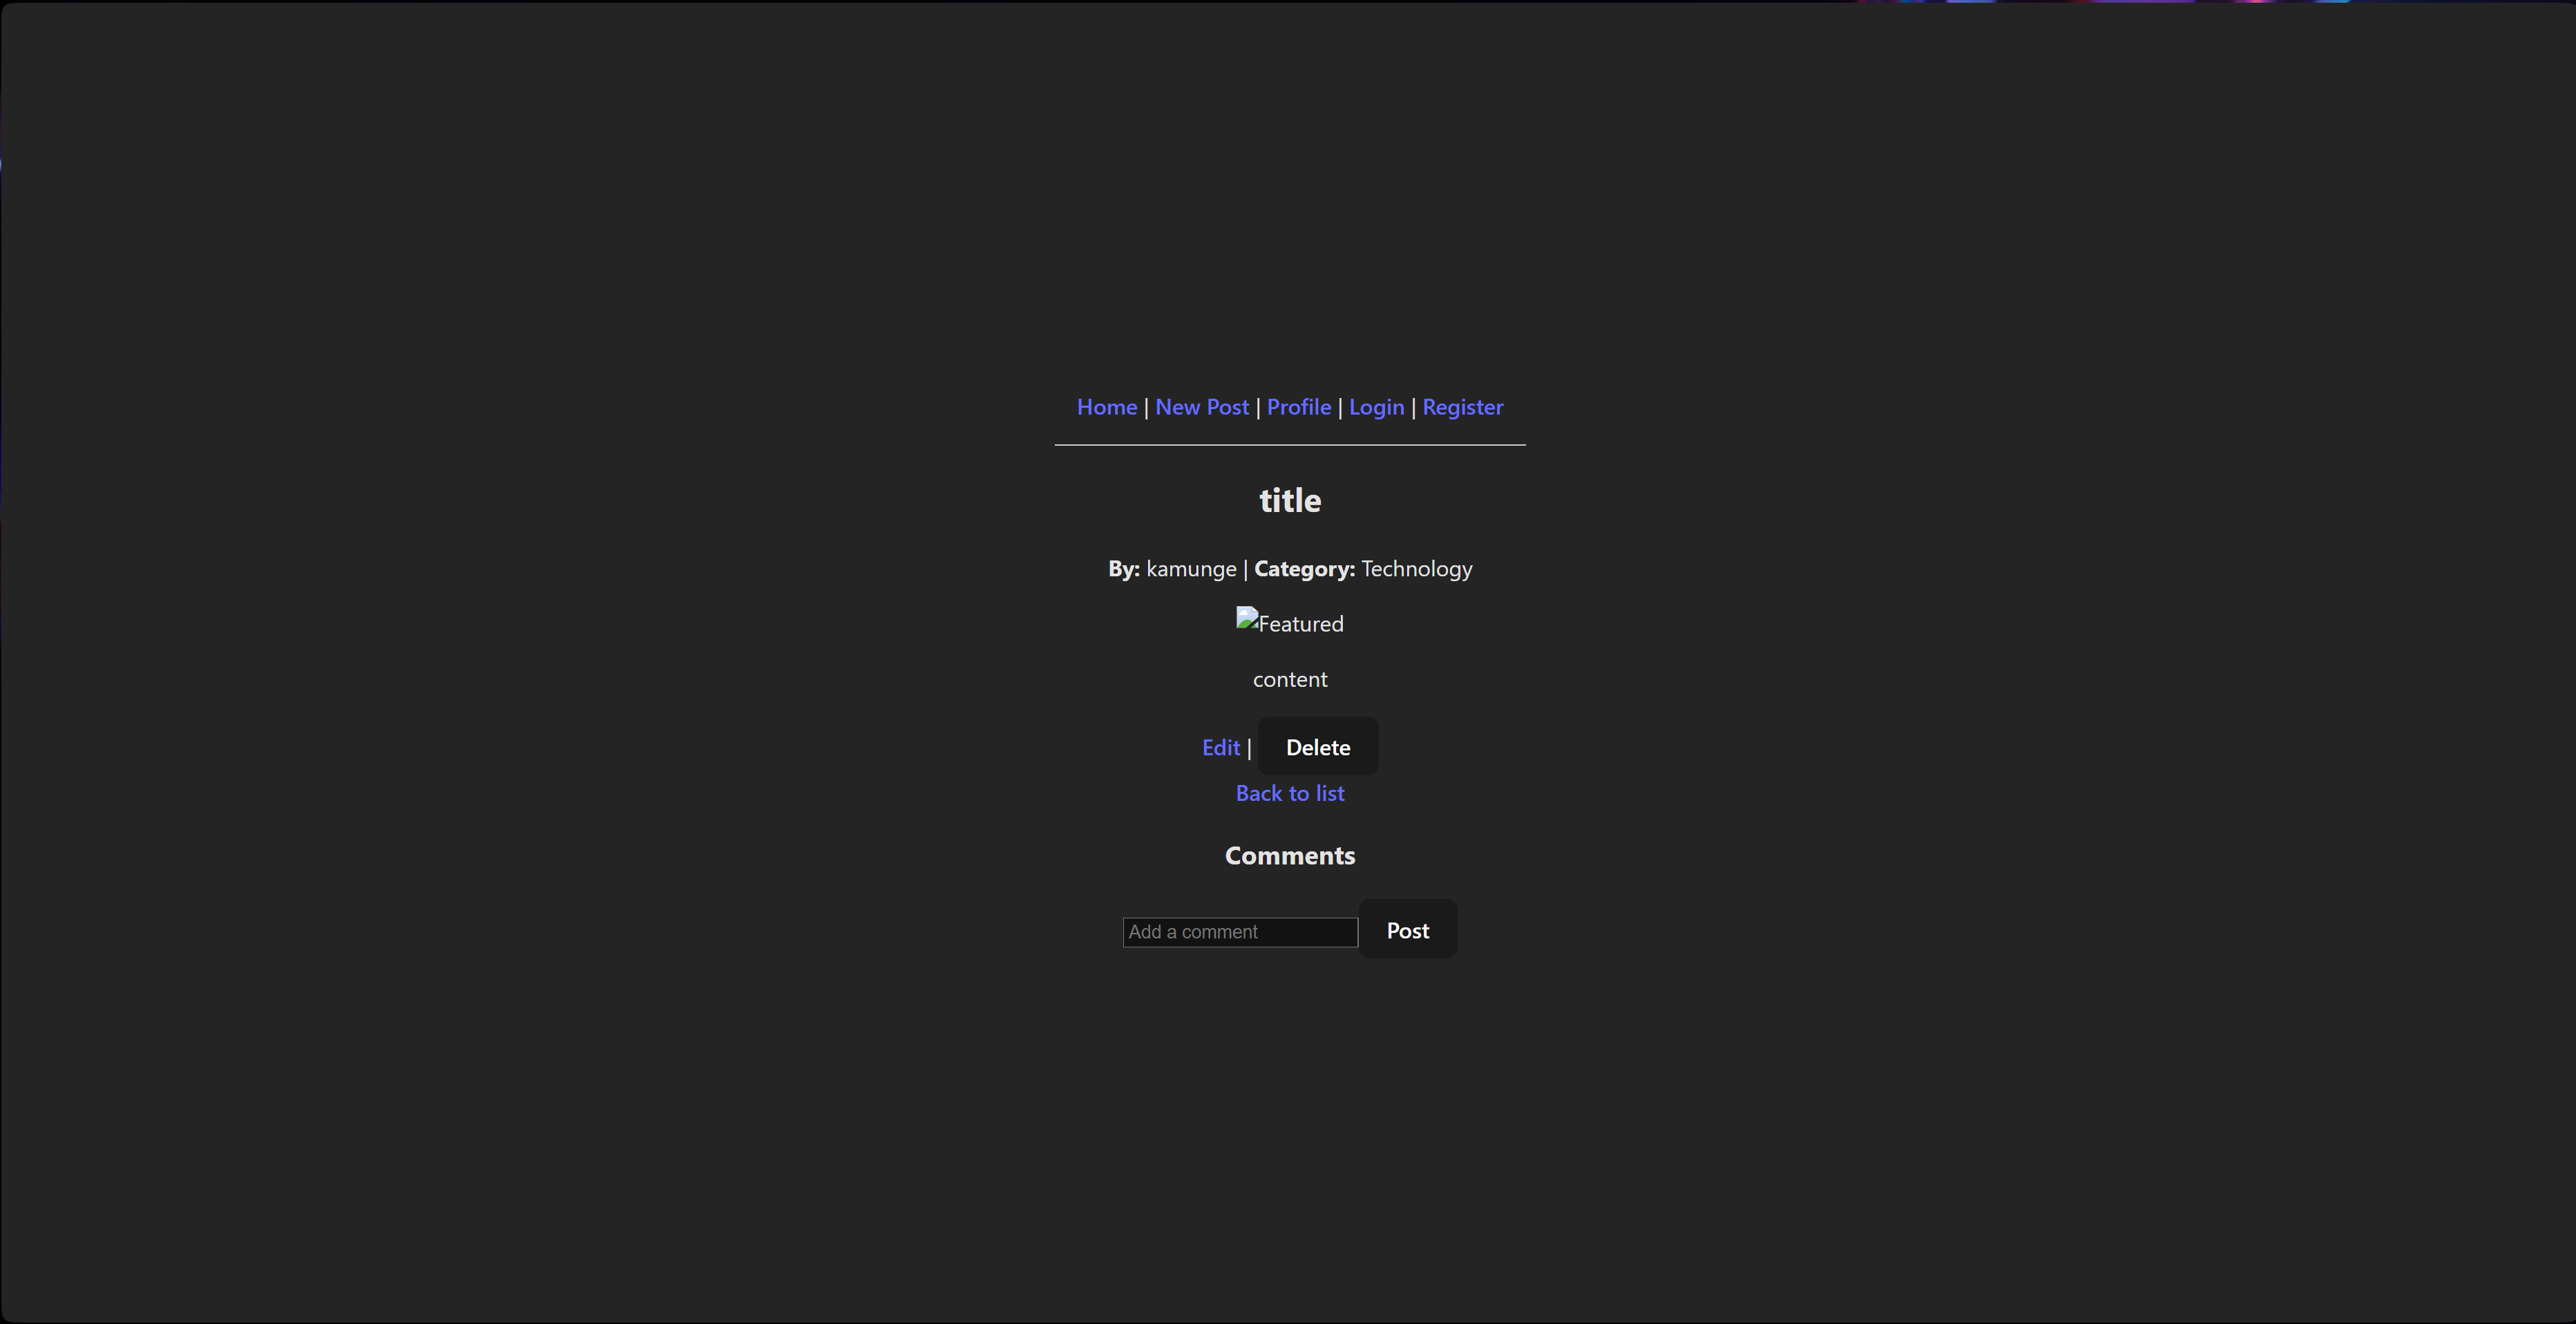 Home | New Post | Profile | Login | Register
title
By: kamunge | Category: Technology
Featured
content
Edit | Delete
Back to list
Comments
Add a comment Post